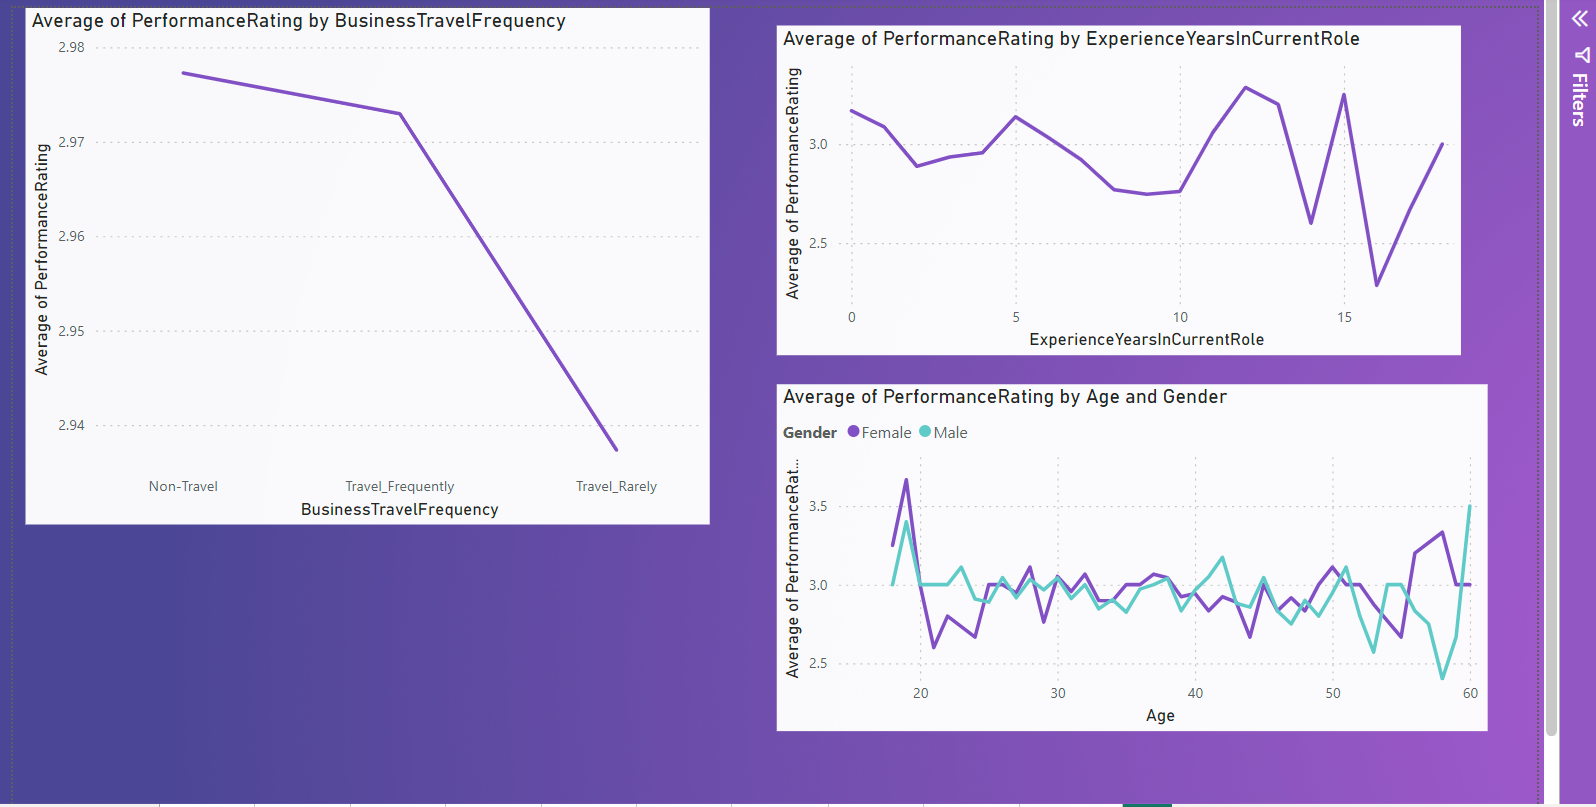 Average of PerformanceRating by BusinessTravelFrequency
Average of PerformanceRating
2.98
2.97
2.96
2.95
2.94
Non-Travel Travel_Frequently Travel_Rarely
BusinessTravelFrequency
Average of PerformanceRating by ExperienceYearsInCurrentRole
Average of PerformanceRating
3.0
2.5
0 5 10 15
ExperienceYearsInCurrentRole
Average of PerformanceRating by Age and Gender
Gender Female Male
Average of PerformanceRat...
3.5
3.0
2.5
20 30 40 50 60
Age
Filters